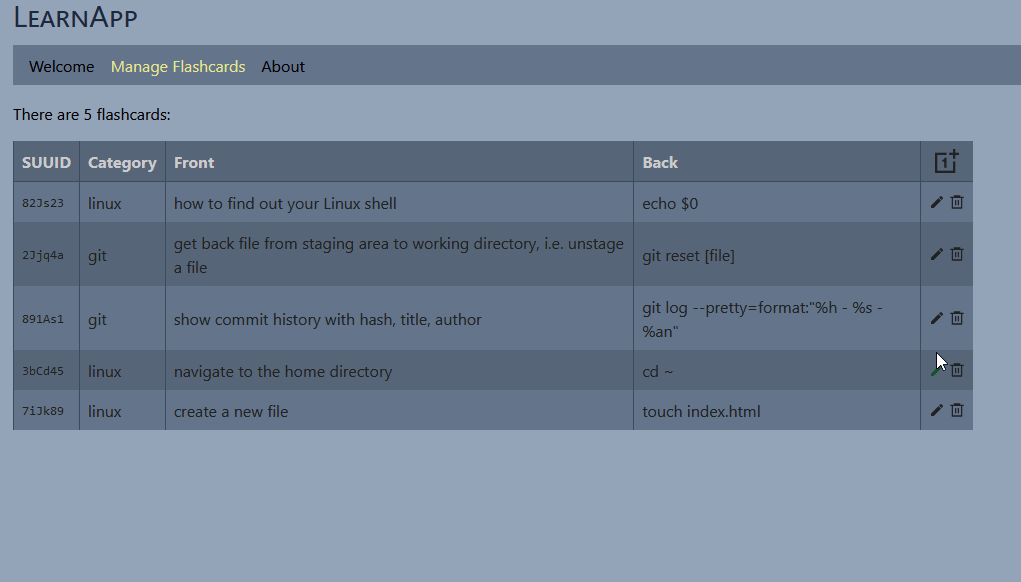 LEARNAPP
Welcome Manage Flashcards About
There are 5 flashcards:
SUUID Category Front Back 1
82Js23 linux how to find out your Linux shell echo $0
2Jjq4a git get back file from staging area to working directory, i.e. unstage a file git reset [file]
891As1 git show commit history with hash, title, author git log --pretty=format:"%h - %s - %an"
3bCd45 linux navigate to the home directory cd ~
7iJk89 linux create a new file touch index.html